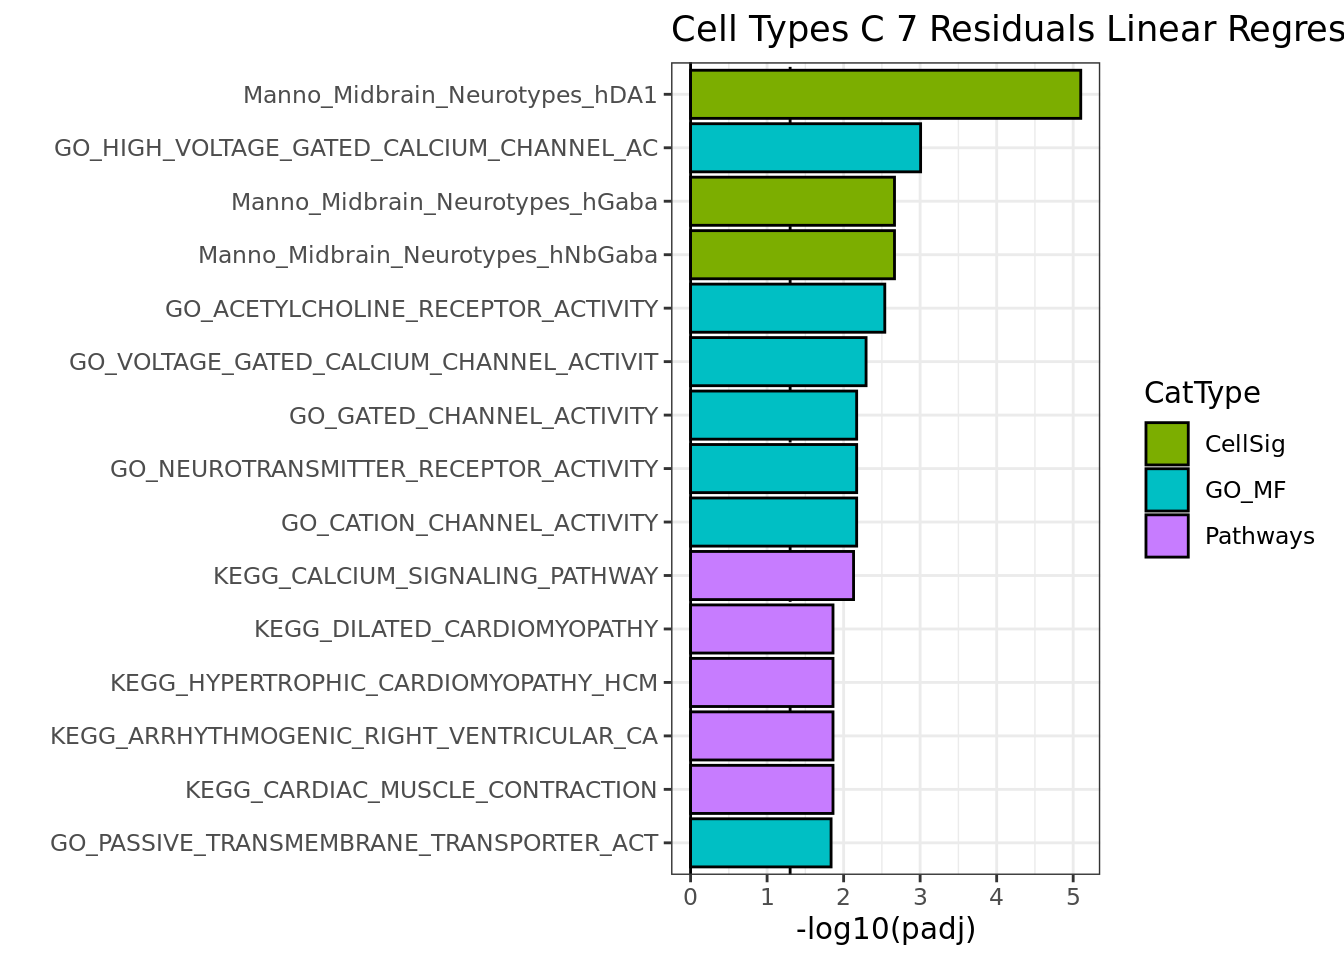 Cell Types C 7 Residuals Linear Regres
Manno_Midbrain_Neurotypes_hDA1
GO_HIGH_VOLTAGE_GATED_CALCIUM_CHANNEL_AC
Manno_Midbrain_Neurotypes_hGaba
Manno_Midbrain_Neurotypes_hNbGaba
GO_ACETYLCHOLINE_RECEPTOR_ACTIVITY
GO_VOLTAGE_GATED_CALCIUM_CHANNEL_ACTIVIT
GO_GATED_CHANNEL_ACTIVITY
GO_NEUROTRANSMITTER_RECEPTOR_ACTIVITY
GO_CATION_CHANNEL_ACTIVITY
KEGG_CALCIUM_SIGNALING_PATHWAY
KEGG_DILATED_CARDIOMYOPATHY
KEGG_HYPERTROPHIC_CARDIOMYOPATHY_HCM
KEGG_ARRHYTHMOGENIC_RIGHT_VENTRICULAR_CA
KEGG_CARDIAC_MUSCLE_CONTRACTION
GO_PASSIVE_TRANSMEMBRANE_TRANSPORTER_ACT
0 1 2 3 4 5
-log10(padj)
CatType
CellSig
GO_MF
Pathways